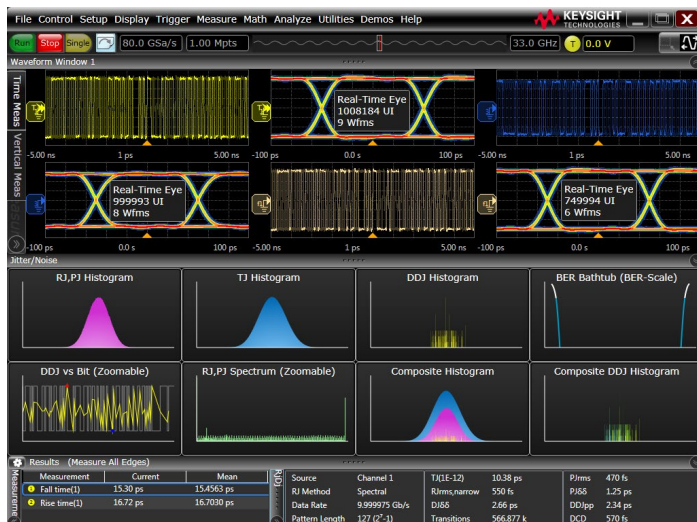 File Control Setup Display Trigger Measure Math Analyze Utilities Demos Help
KEYSIGHT
TECHNOLOGIES
Run Stop Single 80.0 GSa/s 1.00 Mpts 33.0 GHz T 0.0 V
Waveform Window 1
Time Meas
Vertical Meas
Real-Time Eye
1008184 UI
9 Wfms
-5.00 ns 1 ps 5.00 ns -100 ps 0.0 s 100 ps -5.00 ns 1 ps 5.00 ns
Real-Time Eye
999993 UI
8 Wfms
Real-Time Eye
749994 UI
6 Wfms
-100 ps 0.0 s 100 ps -5.00 ns 1 ps 5.00 ns -100 ps 0.0 s 100 ps
Jitter/Noise
RJ,PJ Histogram
TJ Histogram
DDJ Histogram
BER Bathtub (BER-Scale)
DDJ vs Bit (Zoomable)
RJ,PJ Spectrum (Zoomable)
Composite Histogram
Composite DDJ Histogram
Results (Measure All Edges)
Measureme
Measurement Current Mean
1 Fall time(1) 15.30 ps 15.4563 ps
2 Rise time(1) 16.72 ps 16.7030 ps
Source Channel 1 TJ(1E-12) 10.38 ps PJrms 470 fs
RJ Method Spectral RJrms,narrow 550 fs PJδδ 1.25 ps
Data Rate 9.999975 Gb/s DJδδ 2.66 ps DDJpp 2.34 ps
Pattern Length 127 (2⁷-1) Transitions 566.877 k DCD 570 fs